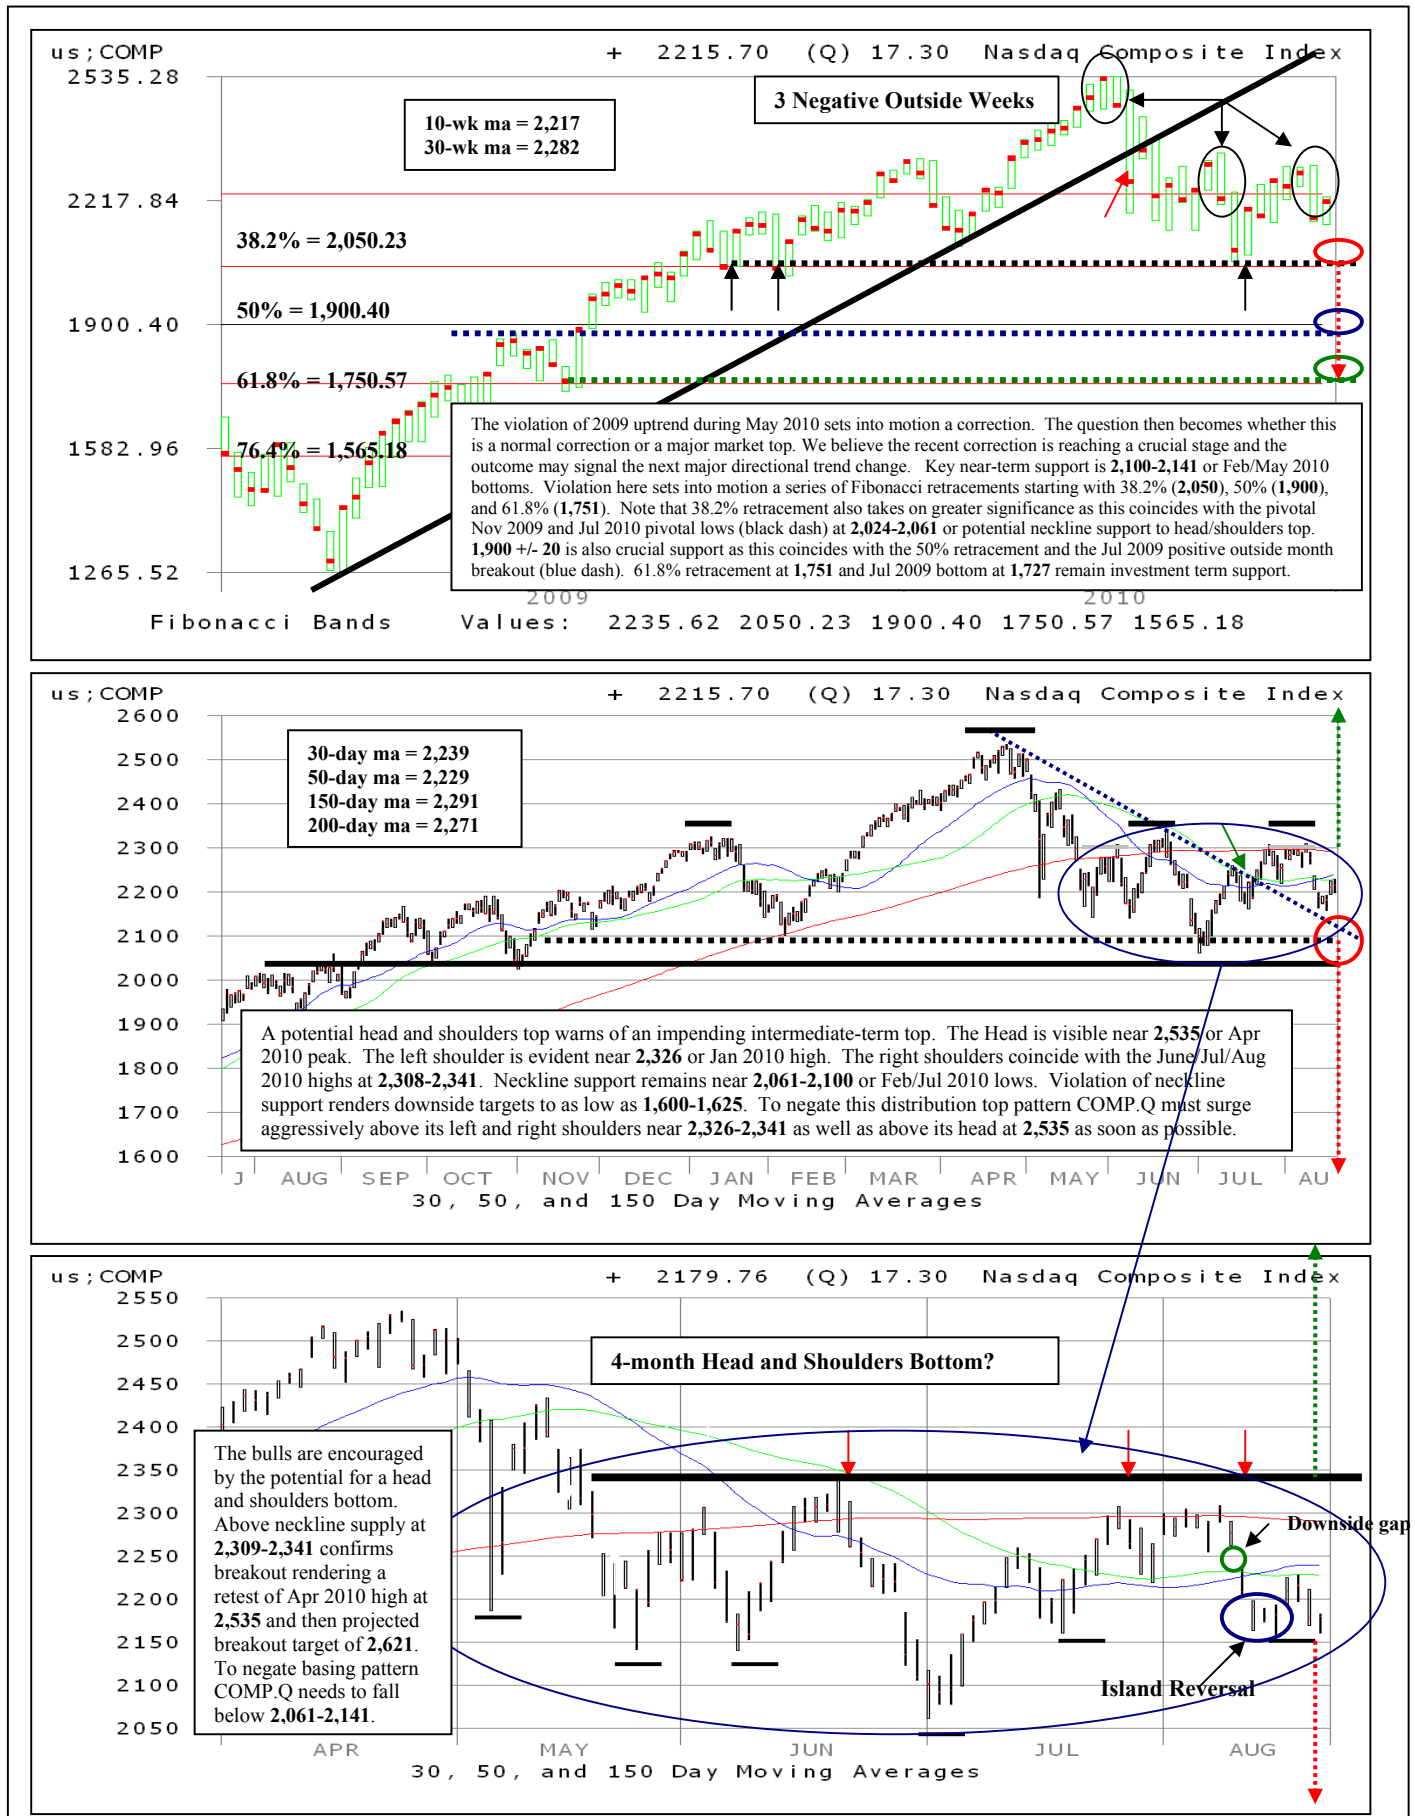 us;COMP + 2215.70 (Q) 17.30 Nasdaq Composite Index
2535.28
3 Negative Outside Weeks
10-wk ma = 2,217
30-wk ma = 2,282
2217.84
38.2% = 2,050.23
50% = 1,900.40
1900.40
61.8% = 1,750.57
The violation of 2009 uptrend during May 2010 sets into motion a correction. The question then becomes whether this
is a normal correction or a major market top. We believe the recent correction is reaching a crucial stage and the
outcome may signal the next major directional trend change. Key near-term support is 2,100-2,141 or Feb/May 2010
bottoms. Violation here sets into motion a series of Fibonacci retracements starting with 38.2% (2,050), 50% (1,900),
and 61.8% (1,751). Note that 38.2% retracement also takes on greater significance as this coincides with the pivotal
Nov 2009 and Jul 2010 pivotal lows (black dash) at 2,024-2,061 or potential neckline support to head/shoulders top.
1,900 +/- 20 is also crucial support as this coincides with the 50% retracement and the Jul 2009 positive outside month
breakout (blue dash). 61.8% retracement at 1,751 and Jul 2009 bottom at 1,727 remain investment term support.
1582.96
76.4% = 1,565.18
1265.52
2009 2010
Fibonacci Bands Values: 2235.62 2050.23 1900.40 1750.57 1565.18
us;COMP + 2215.70 (Q) 17.30 Nasdaq Composite Index
2600
30-day ma = 2,239
50-day ma = 2,229
150-day ma = 2,291
200-day ma = 2,271
2500
2400
2300
2200
2100
2000
1900
A potential head and shoulders top warns of an impending intermediate-term top. The Head is visible near 2,535 or Apr
2010 peak. The left shoulder is evident near 2,326 or Jan 2010 high. The right shoulders coincide with the June/Jul/Aug
2010 highs at 2,308-2,341. Neckline support remains near 2,061-2,100 or Feb/Jul 2010 lows. Violation of neckline
support renders downside targets to as low as 1,600-1,625. To negate this distribution top pattern COMP.Q must surge
aggressively above its left and right shoulders near 2,326-2,341 as well as above its head at 2,535 as soon as possible.
1800
1700
1600
J AUG SEP OCT NOV DEC JAN FEB MAR APR MAY JUN JUL AU
30, 50, and 150 Day Moving Averages
us;COMP + 2179.76 (Q) 17.30 Nasdaq Composite Index
2550
2500
4-month Head and Shoulders Bottom?
2450
2400
The bulls are encouraged
by the potential for a head
and shoulders bottom.
Above neckline supply at
2,309-2,341 confirms
breakout rendering a
retest of Apr 2010 high at
2,535 and then projected
breakout target of 2,621.
To negate basing pattern
COMP.Q needs to fall
below 2,061-2,141.
2350
2300
Downside gap
2250
2200
2150
Island Reversal
2100
2050
APR MAY JUN JUL AUG
30, 50, and 150 Day Moving Averages